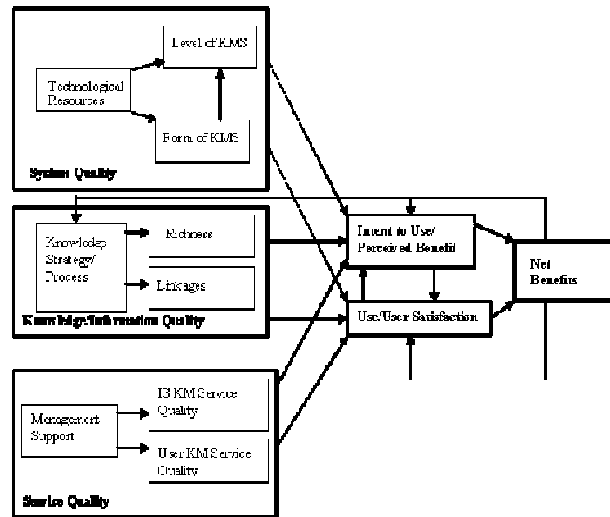 Level of KMS
Technological
Resources
Form of KMS
System Quality
Knowledge
Strategy/
Process
Richness
Linkages
Knowledge/Information Quality
Intent to Use/
Perceived Benefit
Use/User Satisfaction
Net
Benefits
Management
Support
IS KM Service
Quality
User KM Service
Quality
Service Quality